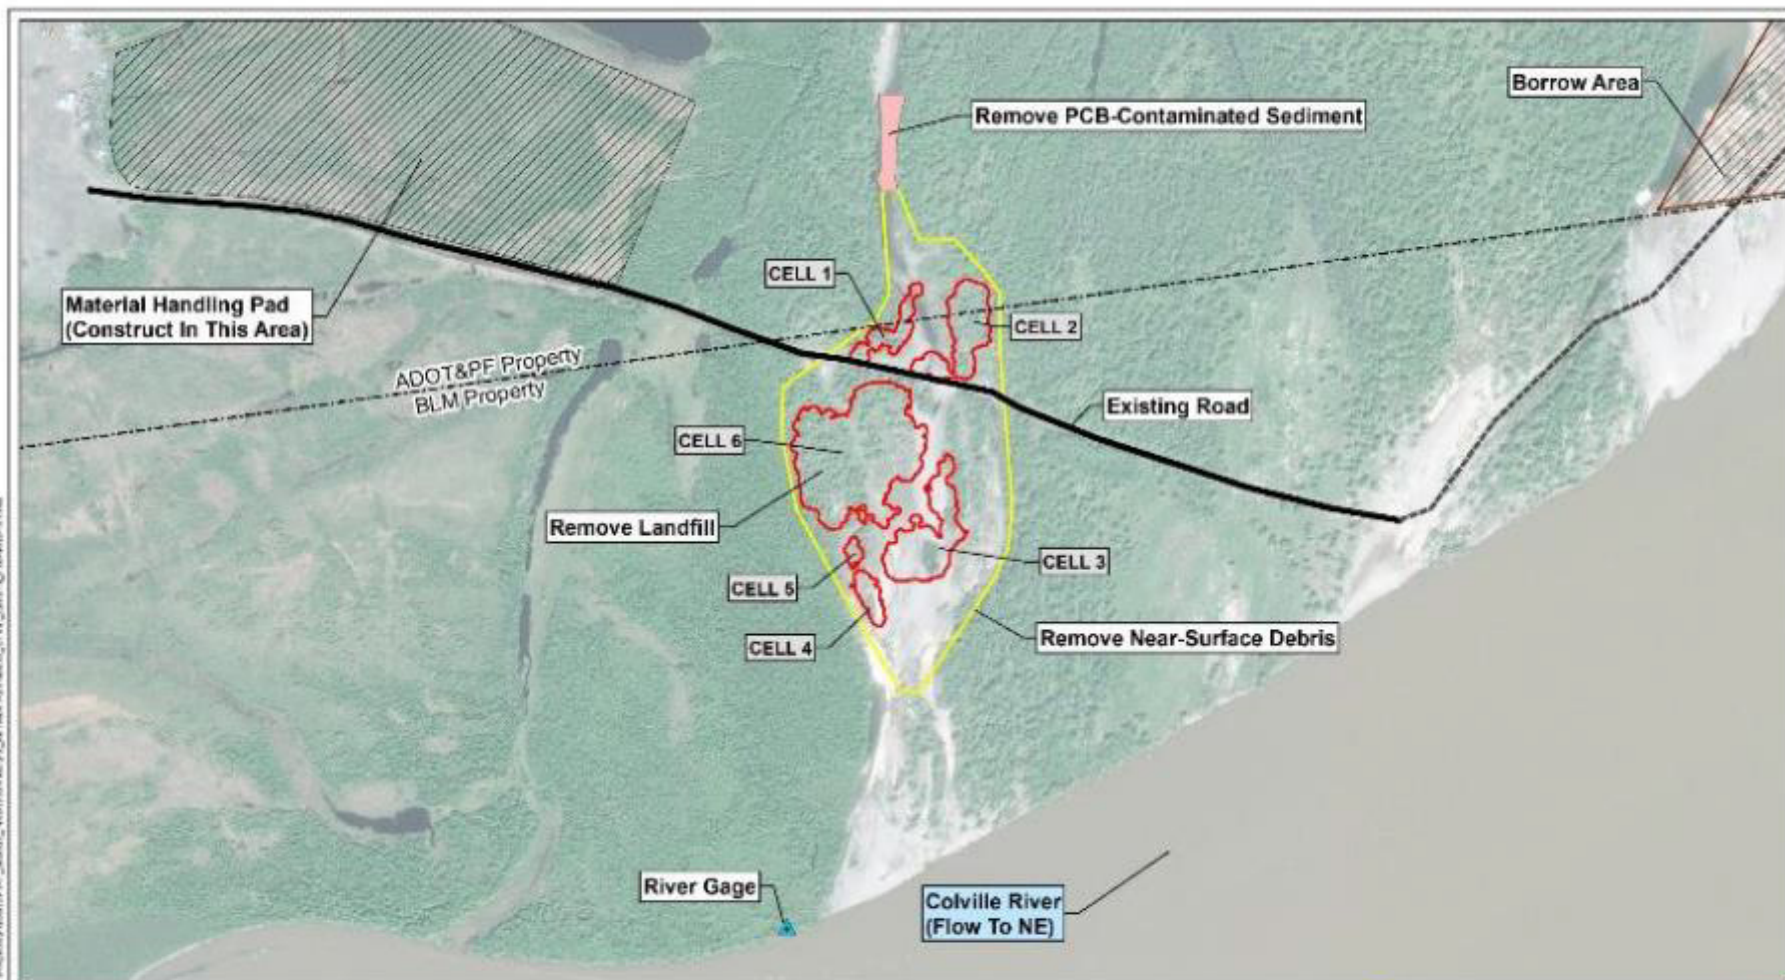 Borrow Area
Remove PCB-Contaminated Sediment
CELL 1
Material Handling Pad
(Construct In This Area)
CELL 2
ADOT&PF Property
BLM Property
Existing Road
CELL 6
Remove Landfill
CELL 3
CELL 5
Remove Near-Surface Debris
CELL 4
River Gage
Colville River
(Flow To NE)